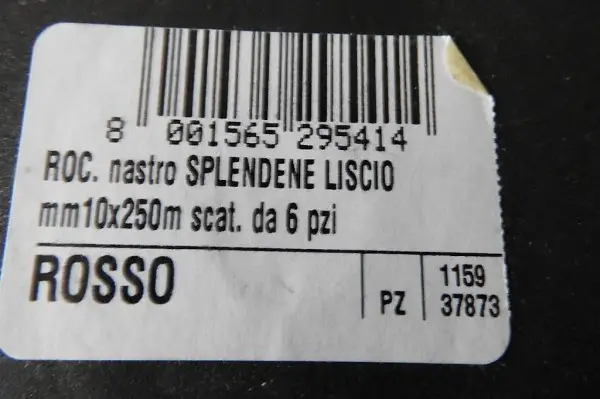 8 001565 295414
ROC. nastro SPLENDENE LISCIO
mm10x250m scat. da 6 pzi
ROSSO
PZ
1159
37873